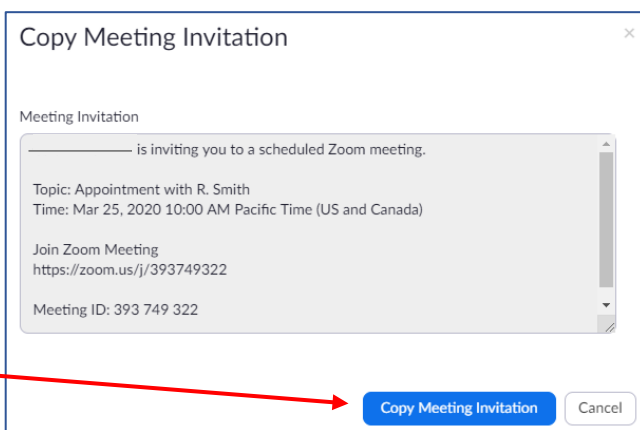 Copy Meeting Invitation
Meeting Invitation
is inviting you to a scheduled Zoom meeting.
Topic: Appointment with R. Smith
Time: Mar 25, 2020 10:00 AM Pacific Time (US and Canada)
Join Zoom Meeting
https://zoom.us/j/393749322
Meeting ID: 393 749 322
Copy Meeting Invitation Cancel